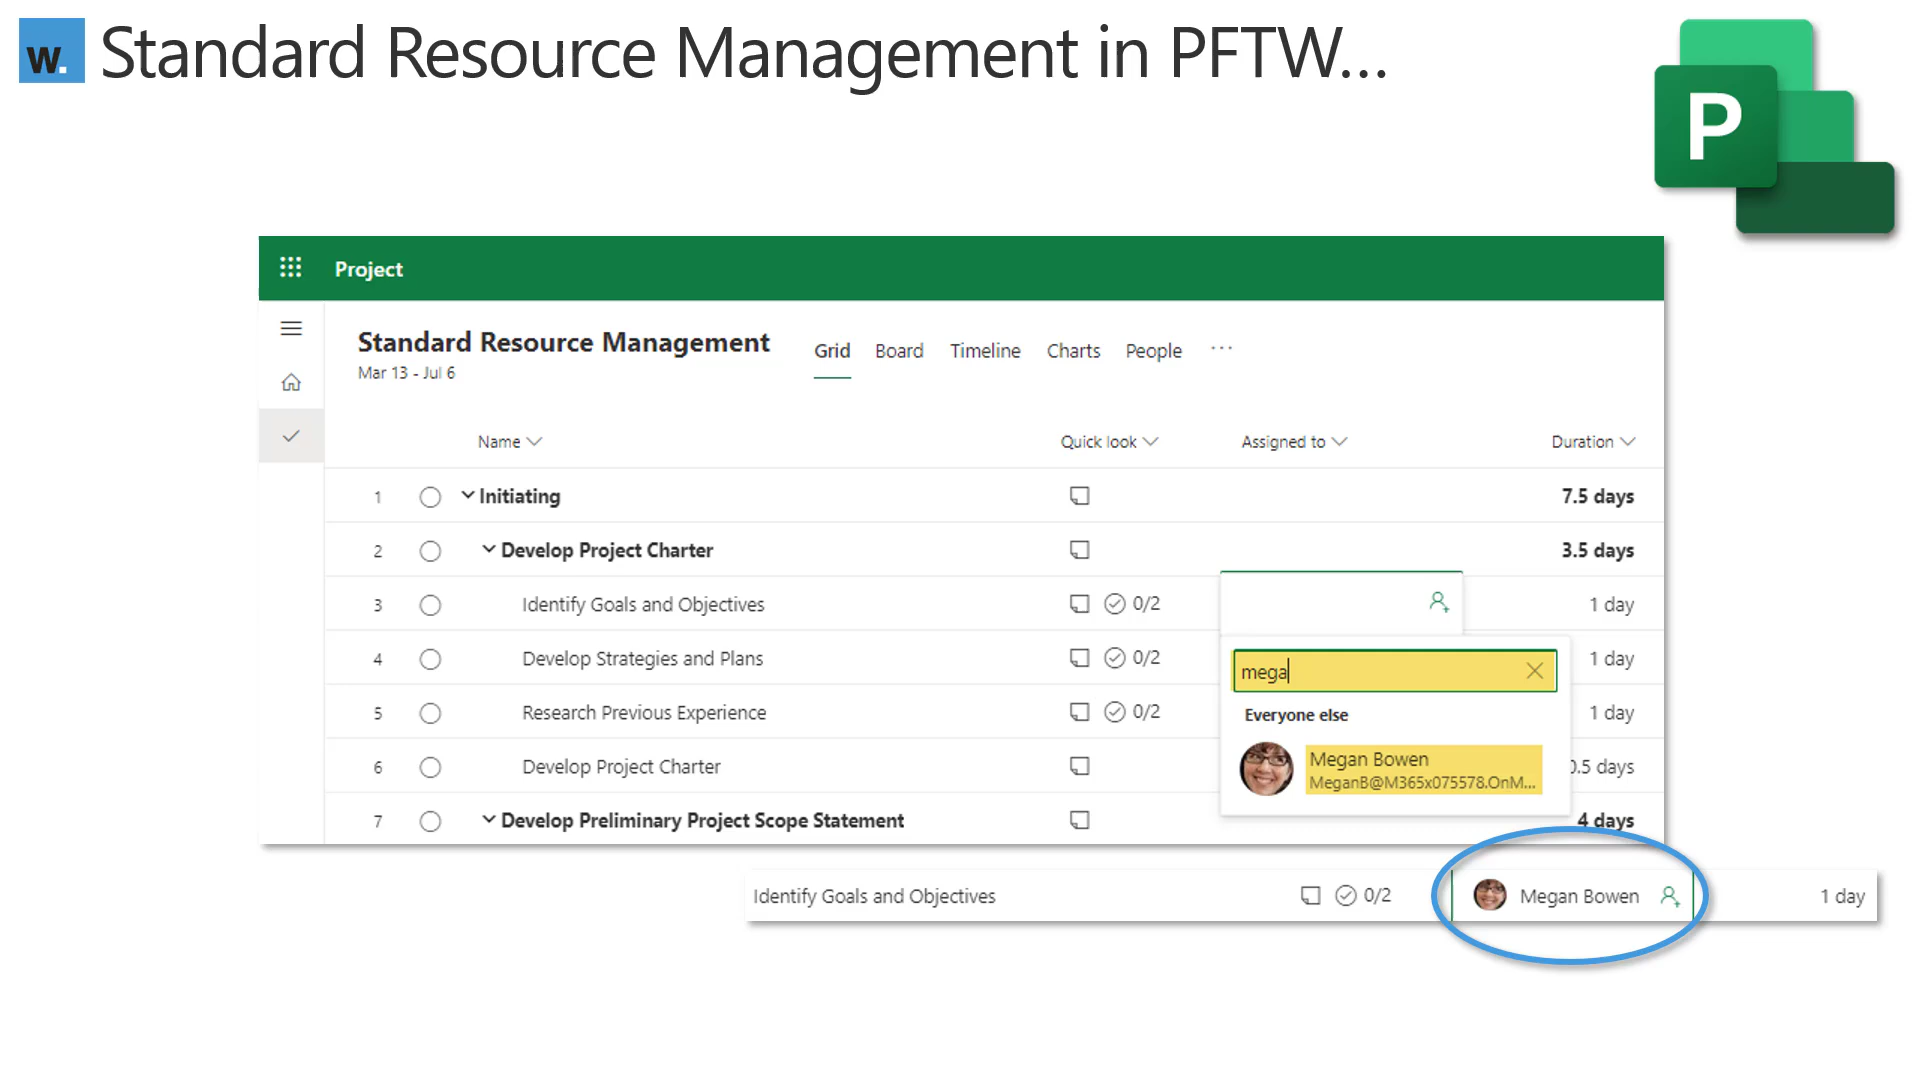 w. Standard Resource Management in PFTW...
P
Project
Standard Resource Management
Mar 13 - Jul 6
Grid Board Timeline Charts People ...
Name Quick look Assigned to Duration
1 Initiating 7.5 days
2 Develop Project Charter 3.5 days
3 Identify Goals and Objectives 0/2 1 day
4 Develop Strategies and Plans 0/2 1 day
mega
5 Research Previous Experience 0/2 1 day
Everyone else
6 Develop Project Charter 0.5 days
Megan Bowen
MeganB@M365x075578.OnM...
7 Develop Preliminary Project Scope Statement 4 days
Identify Goals and Objectives 0/2 Megan Bowen 1 day